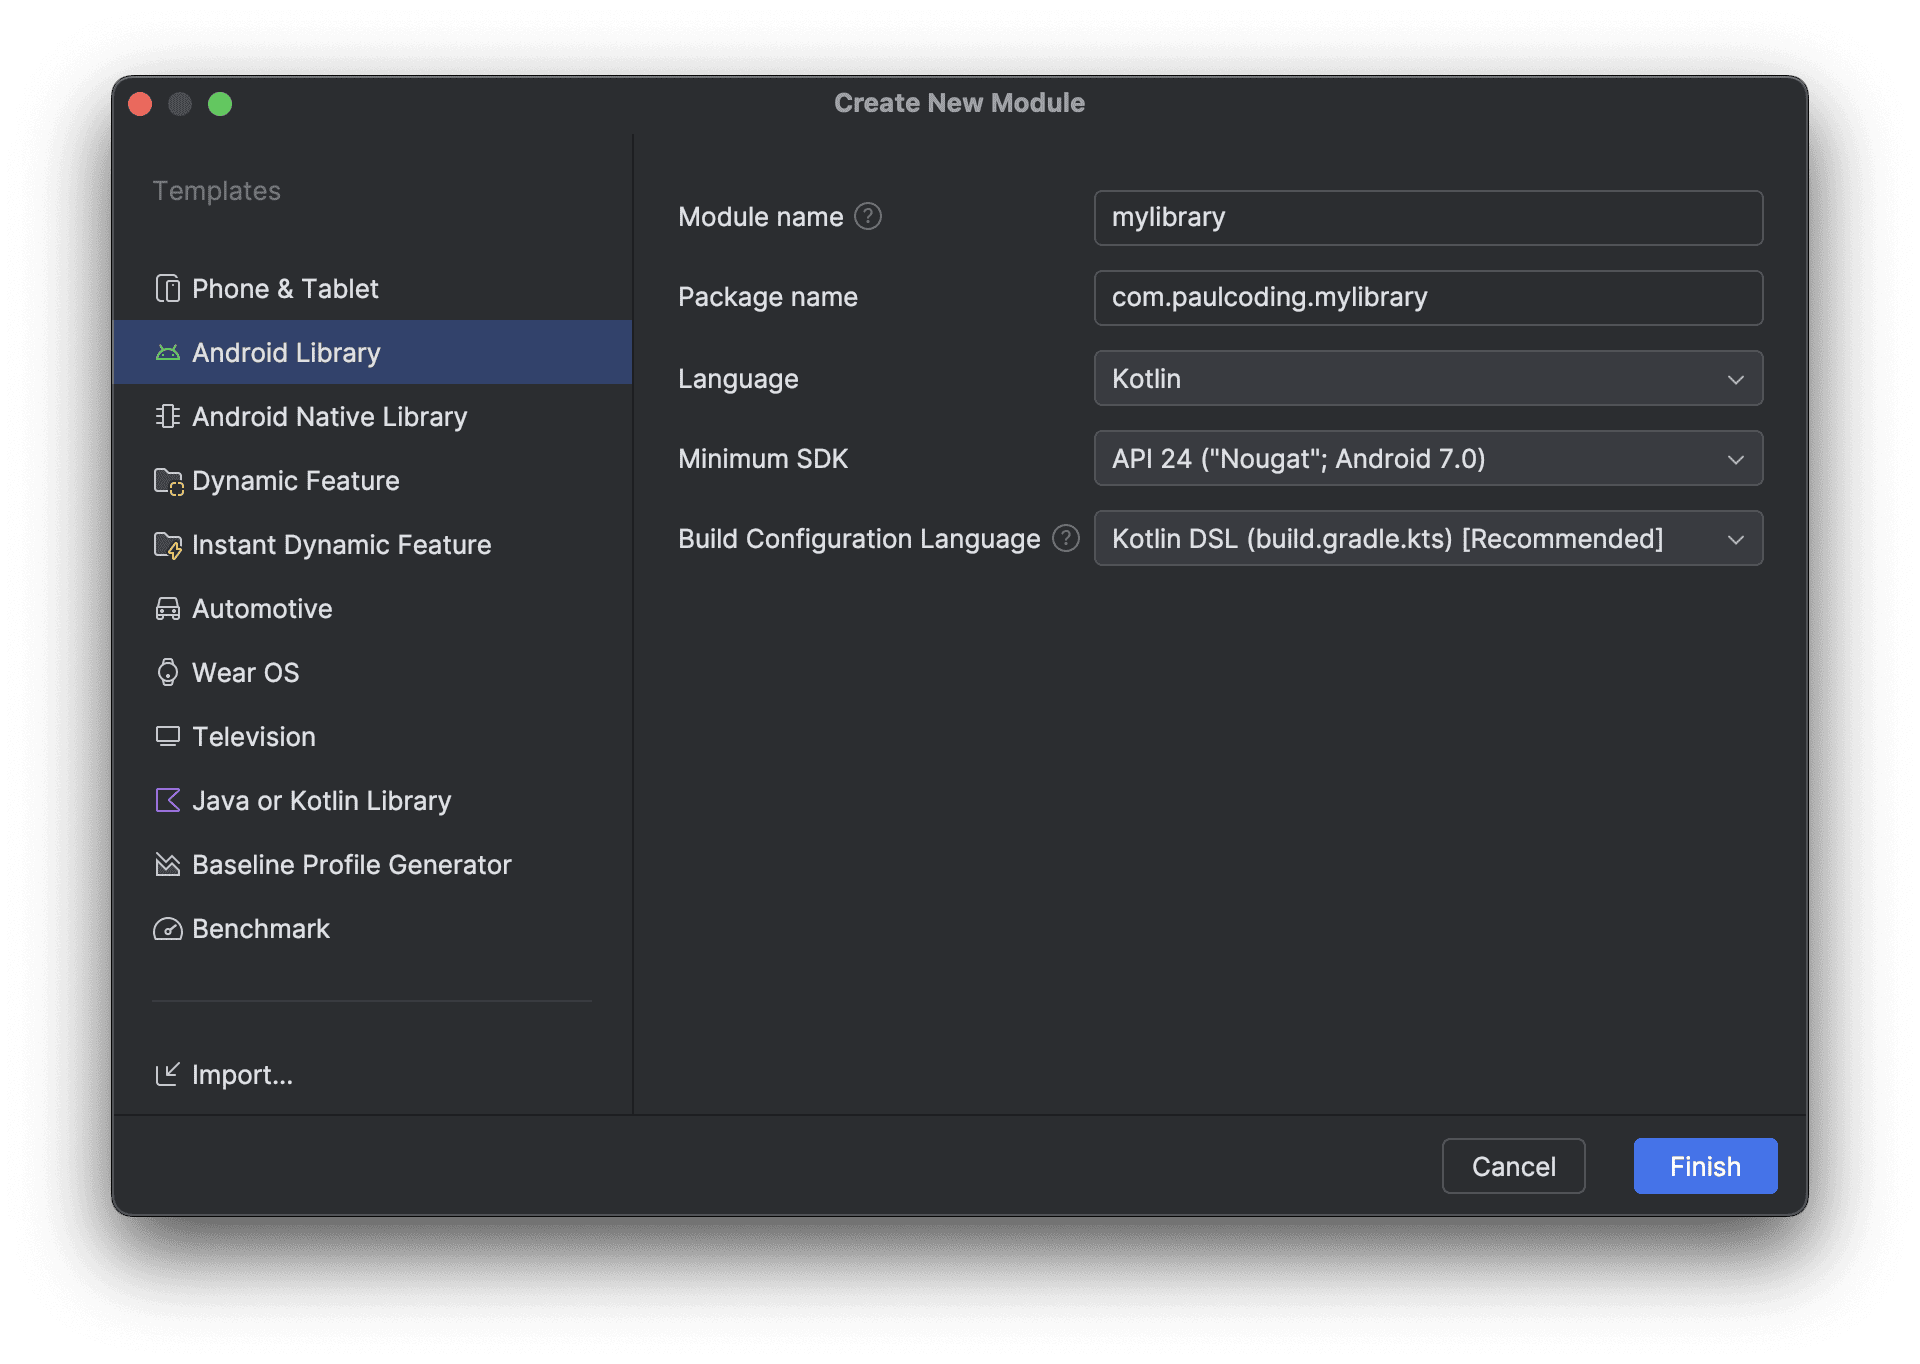 Create New Module
Templates
Phone & Tablet
Android Library
Android Native Library
Dynamic Feature
Instant Dynamic Feature
Automotive
Wear OS
Television
Java or Kotlin Library
Baseline Profile Generator
Benchmark
Import...
Module name ? mylibrary
Package name com.paulcoding.mylibrary
Language Kotlin
Minimum SDK API 24 ("Nougat"; Android 7.0)
Build Configuration Language ? Kotlin DSL (build.gradle.kts) [Recommended]
Cancel Finish